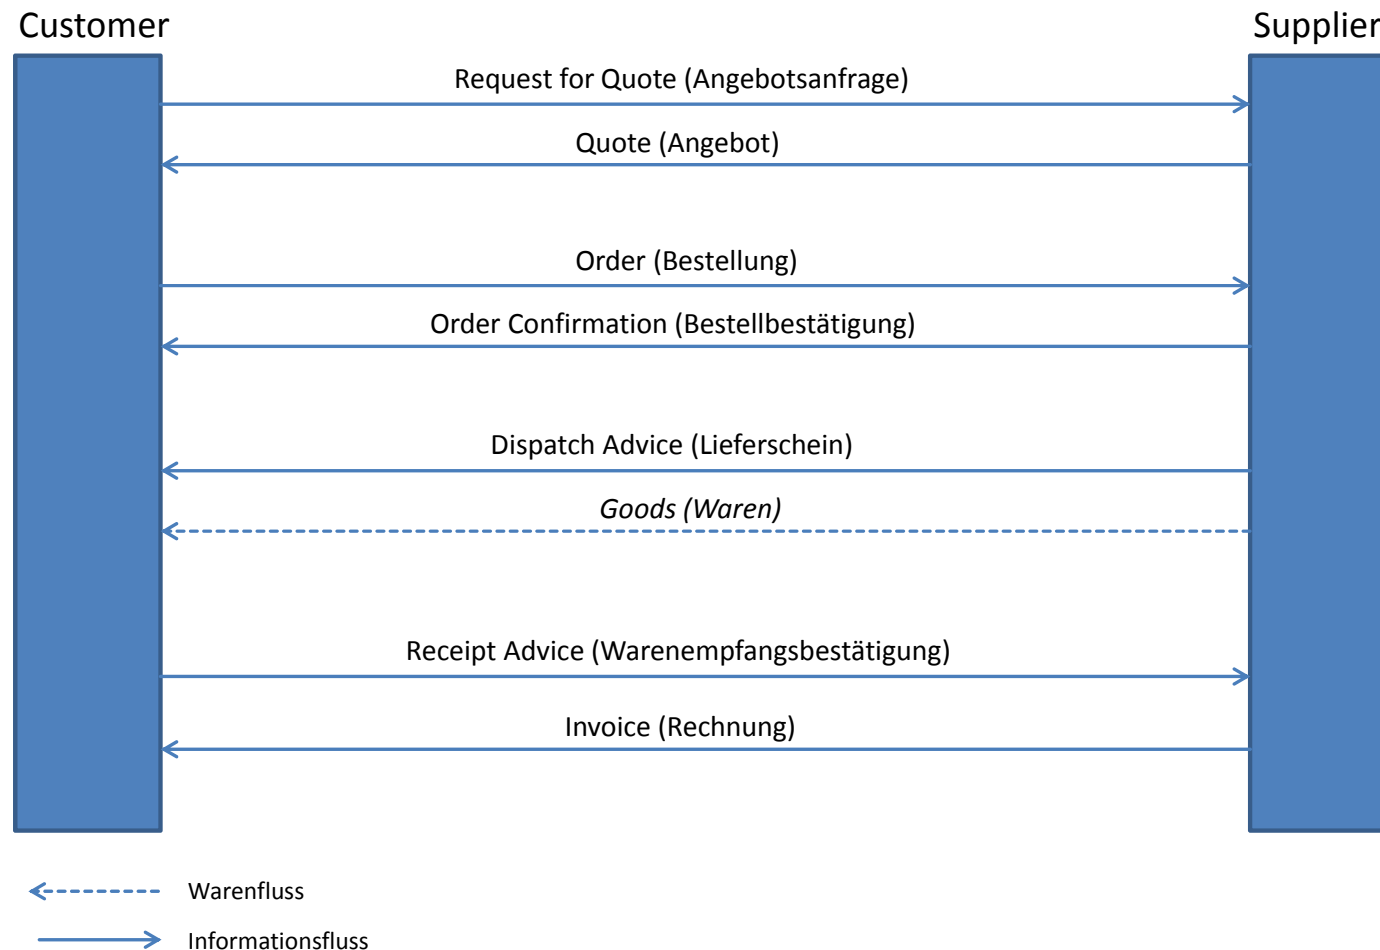 Customer
Supplier
Request for Quote (Angebotsanfrage)
Quote (Angebot)
Order (Bestellung)
Order Confirmation (Bestellbestätigung)
Dispatch Advice (Lieferschein)
Goods (Waren)
Receipt Advice (Warenempfangsbestätigung)
Invoice (Rechnung)
Warenfluss
Informationsfluss